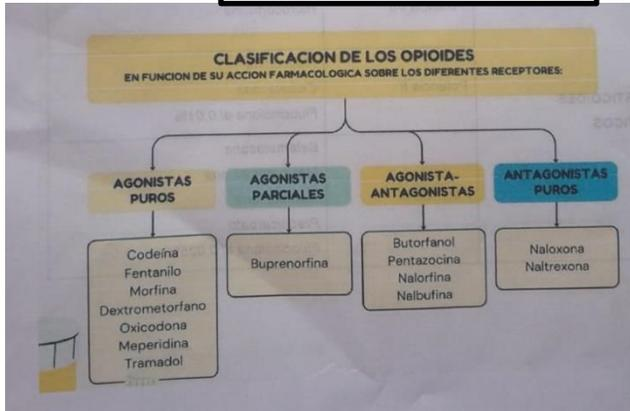 CLASIFICACION DE LOS OPIOIDES
EN FUNCION DE SU ACCION FARMACOLOGICA SOBRE LOS DIFERENTES RECEPTORES:
AGONISTAS
PUROS
Codeína
Fentanilo
Morfina
Dextrometorfano
Oxicodona
Meperidina
Tramadol
AGONISTAS
PARCIALES
Buprenorfina
AGONISTA-
ANTAGONISTAS
Butorfanol
Pentazocina
Nalorfina
Nalbufina
ANTAGONISTAS
PUROS
Naloxona
Naltrexona